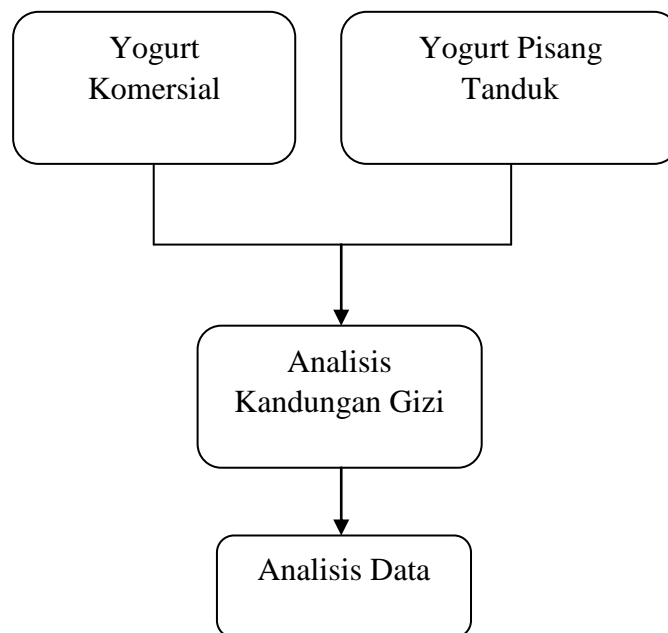 Yogurt
Komersial
Yogurt Pisang
Tanduk
Analisis
Kandungan Gizi
Analisis Data